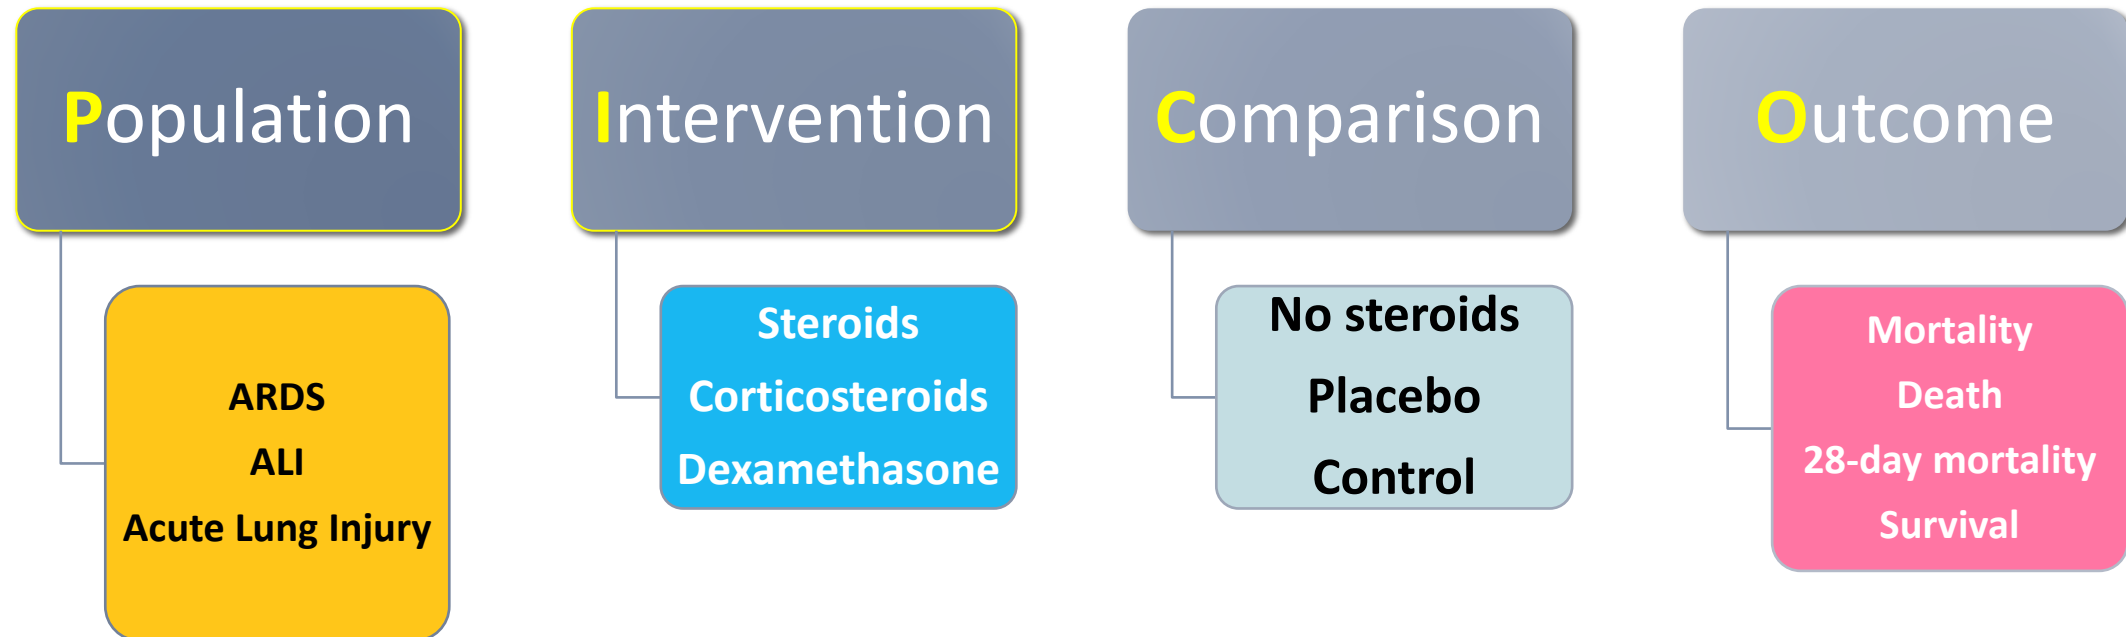 Population
ARDS
ALI
Acute Lung Injury
Intervention
Steroids
Corticosteroids
Dexamethasone
Comparison
No steroids
Placebo
Control
Outcome
Mortality
Death
28-day mortality
Survival